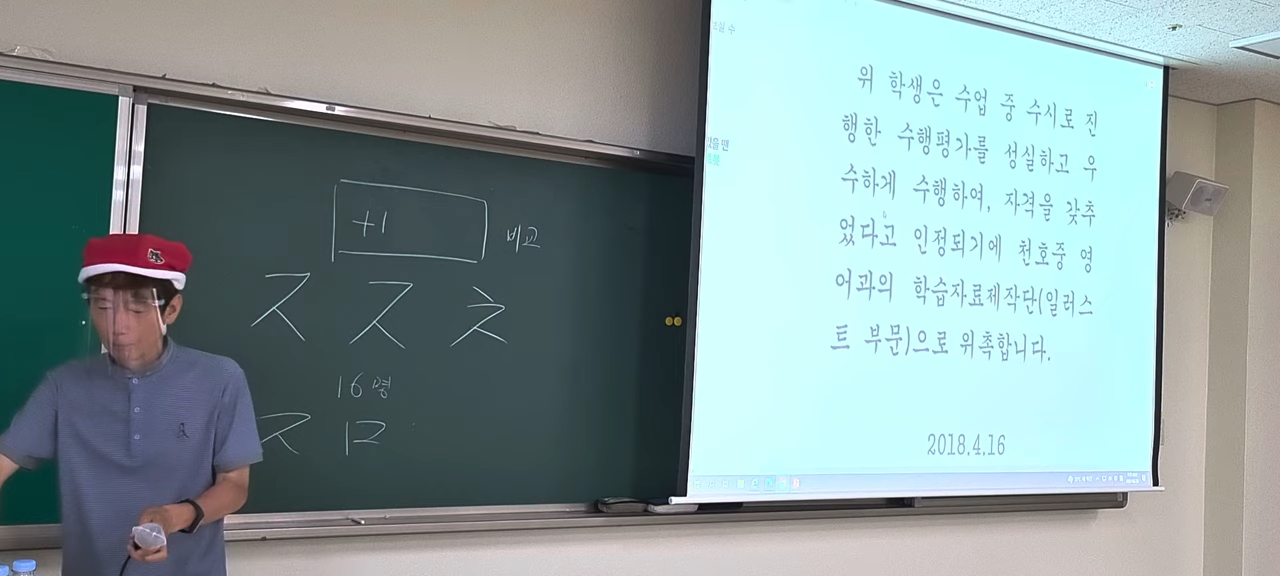 +1
비교
ㅈ ㅈ ㅊ
16명
ㅈ ㅁ
위 학생은 수업 중 수시로 진
행한 수행평가를 성실하고 우
수하게 수행하여, 자격을 갖추
었다고 인정되기에 천호중 영
어과의 학습자료제작단(일러스
트 부문)으로 위촉합니다.
2018.4.16